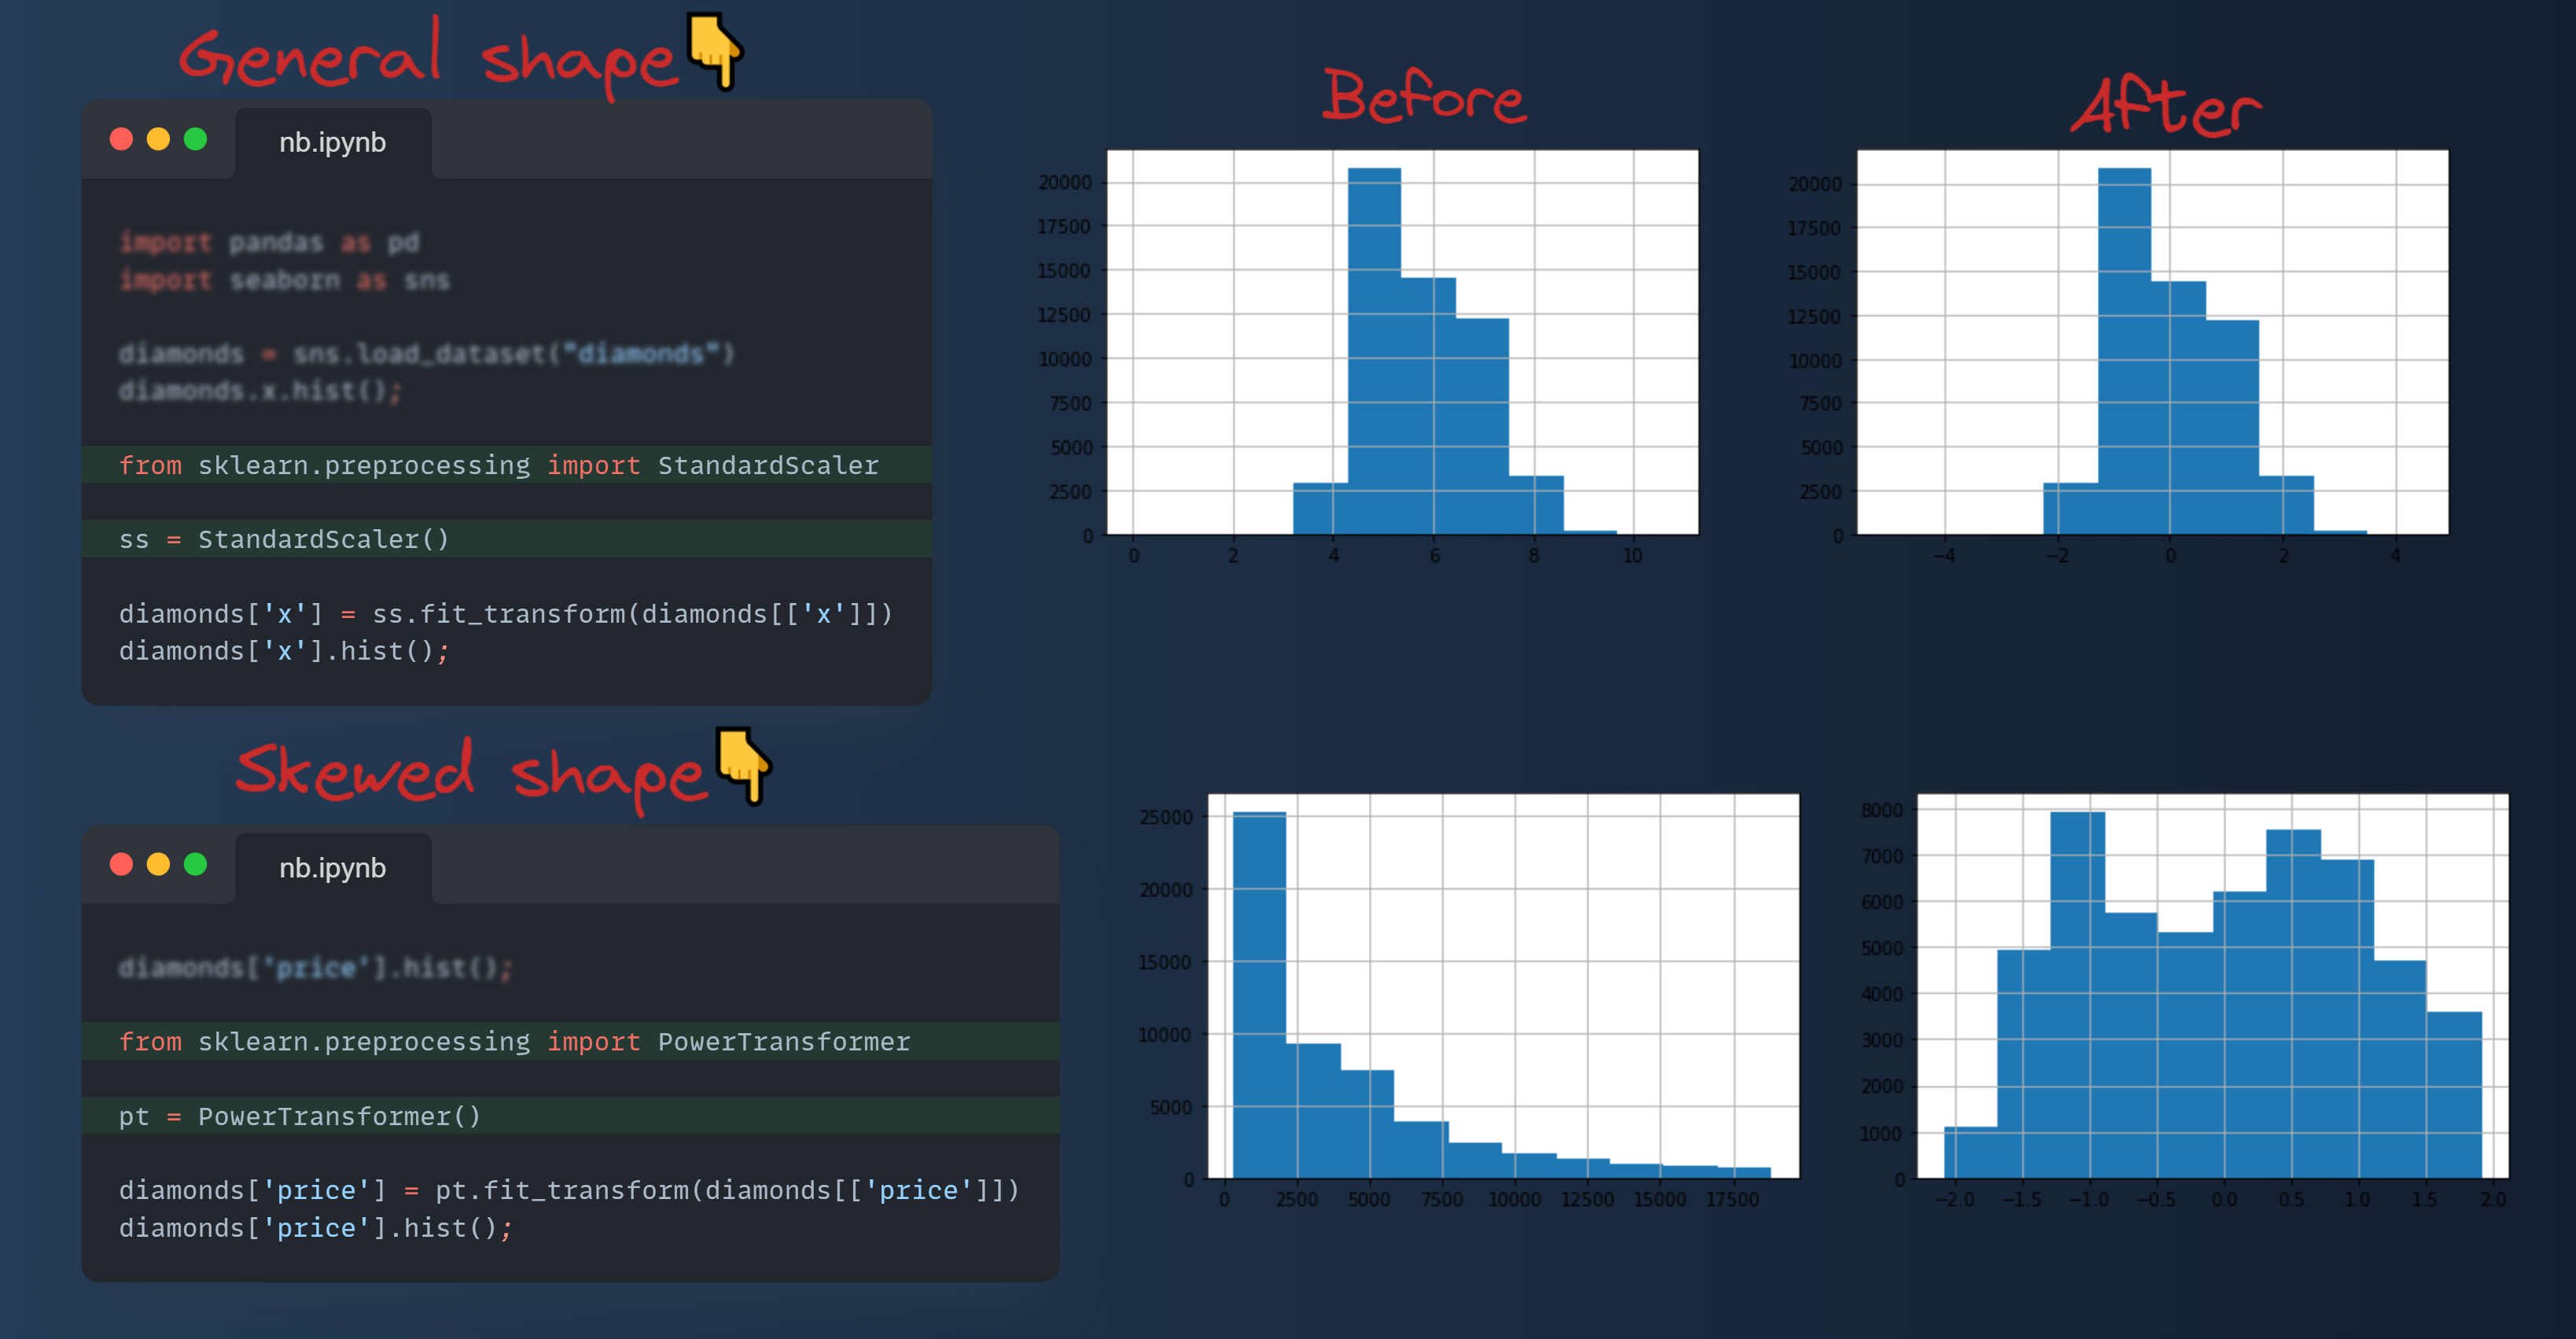 General shape
nb.ipynb
import pandas as pd
import seaborn as sns
diamonds = sns.load_dataset("diamonds")
diamonds.x.hist();
from sklearn.preprocessing import StandardScaler
ss = StandardScaler()
diamonds['x'] = ss.fit_transform(diamonds[['x']])
diamonds['x'].hist();
Before
20000
17500
15000
12500
10000
7500
5000
2500
0
0 2 4 6 8 10
After
20000
17500
15000
12500
10000
7500
5000
2500
0
−4 −2 0 2 4
Skewed shape
nb.ipynb
diamonds['price'].hist();
from sklearn.preprocessing import PowerTransformer
pt = PowerTransformer()
diamonds['price'] = pt.fit_transform(diamonds[['price']])
diamonds['price'].hist();
25000
20000
15000
10000
5000
0
0 2500 5000 7500 10000 12500 15000 17500
8000
7000
6000
5000
4000
3000
2000
1000
0
−2.0 −1.5 −1.0 −0.5 0.0 0.5 1.0 1.5 2.0